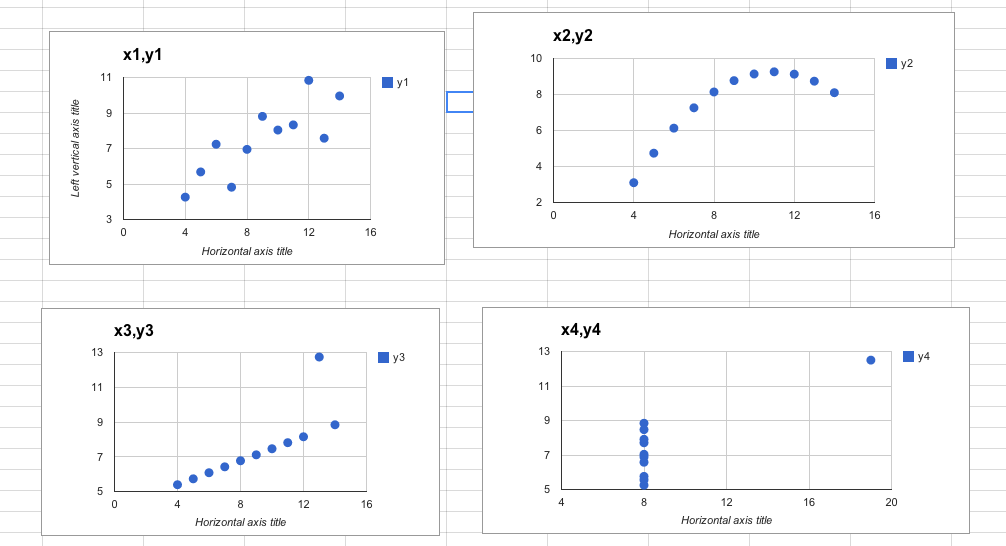 x1,y1
y1
Left vertical axis title
11
9
7
5
3
0 4 8 12 16
Horizontal axis title
x2,y2
y2
10
8
6
4
2
0 4 8 12 16
Horizontal axis title
x3,y3
y3
13
11
9
7
5
0 4 8 12 16
Horizontal axis title
x4,y4
y4
13
11
9
7
5
4 8 12 16 20
Horizontal axis title